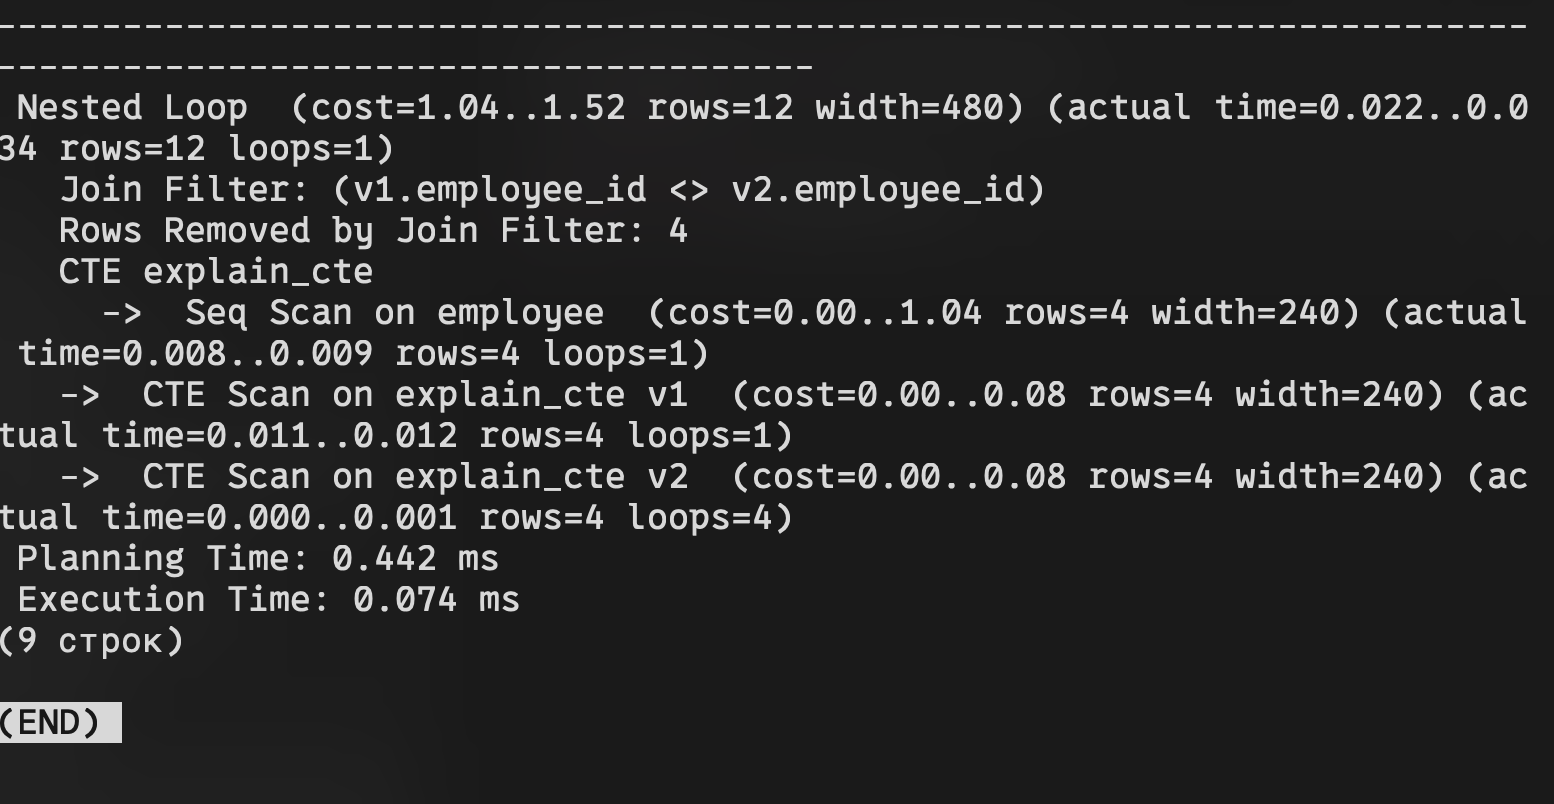 --------------------------------------------------------------------------
---------------------------------------
 Nested Loop  (cost=1.04..1.52 rows=12 width=480) (actual time=0.022..0.0
34 rows=12 loops=1)
   Join Filter: (v1.employee_id <> v2.employee_id)
   Rows Removed by Join Filter: 4
   CTE explain_cte
     ->  Seq Scan on employee  (cost=0.00..1.04 rows=4 width=240) (actual
 time=0.008..0.009 rows=4 loops=1)
   ->  CTE Scan on explain_cte v1  (cost=0.00..0.08 rows=4 width=240) (ac
tual time=0.011..0.012 rows=4 loops=1)
   ->  CTE Scan on explain_cte v2  (cost=0.00..0.08 rows=4 width=240) (ac
tual time=0.000..0.001 rows=4 loops=4)
 Planning Time: 0.442 ms
 Execution Time: 0.074 ms
(9 строк)
(END)